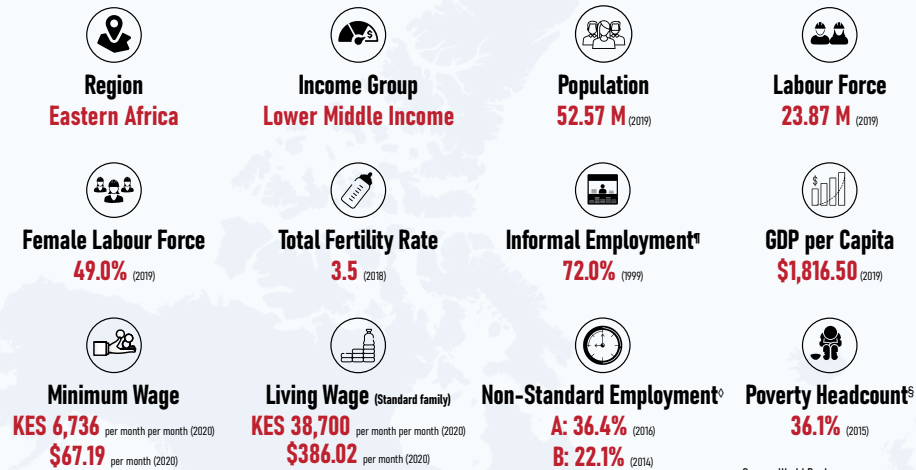 Region
Eastern Africa
Income Group
Lower Middle Income
Population
52.57 M (2019)
Labour Force
23.87 M (2019)
Female Labour Force
49.0% (2019)
Total Fertility Rate
3.5 (2018)
Informal Employment¶
72.0% (1999)
GDP per Capita
$1,816.50 (2019)
Minimum Wage
KES 6,736 per month per month (2020)
$67.19 per month (2020)
Living Wage (Standard family)
KES 38,700 per month per month (2020)
$386.02 per month (2020)
Non-Standard Employment◊
A: 36.4% (2016)
B: 22.1% (2014)
Poverty Headcount§
36.1% (2015)